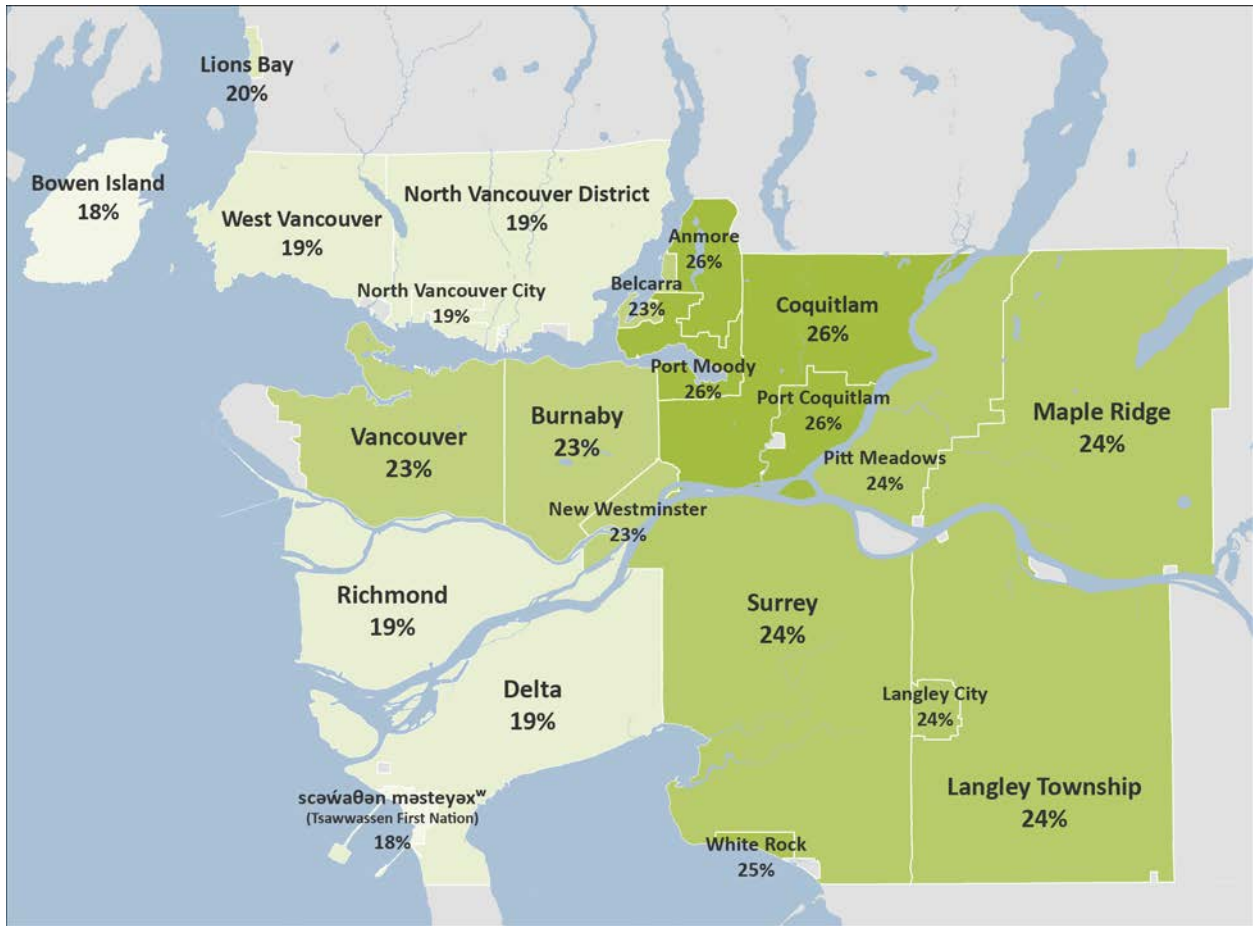 Lions Bay
20%
Bowen Island
18%
West Vancouver
19%
North Vancouver District
19%
North Vancouver City
19%
Anmore
26%
Belcarra
23%
Coquitlam
26%
Port Moody
26%
Port Coquitlam
26%
Vancouver
23%
Burnaby
23%
Maple Ridge
24%
Pitt Meadows
24%
New Westminster
23%
Richmond
19%
Surrey
24%
Delta
19%
Langley City
24%
Langley Township
24%
scəẃaθən məsteyəxʷ
(Tsawwassen First Nation)
18%
White Rock
25%